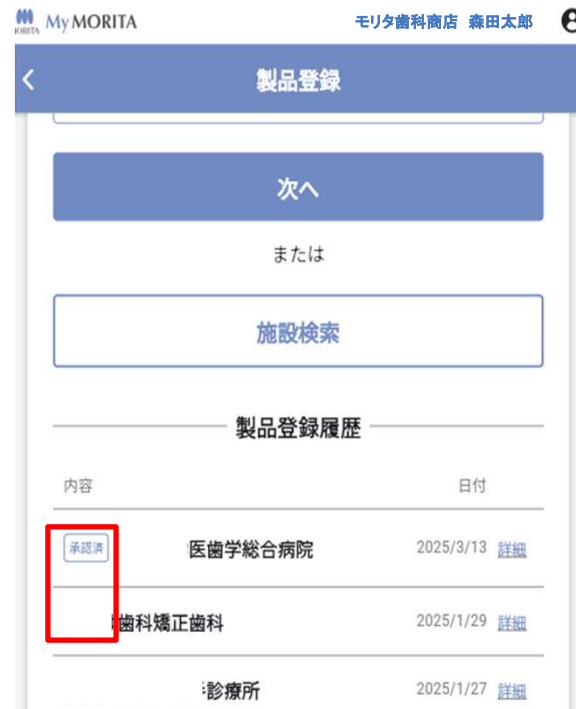 MORITA My MORITA モリタ歯科商店 森田太郎
製品登録
次へ
または
施設検索
製品登録履歴
内容 日付
承認済 医歯学総合病院 2025/3/13 詳細
歯科矯正歯科 2025/1/29 詳細
診療所 2025/1/27 詳細